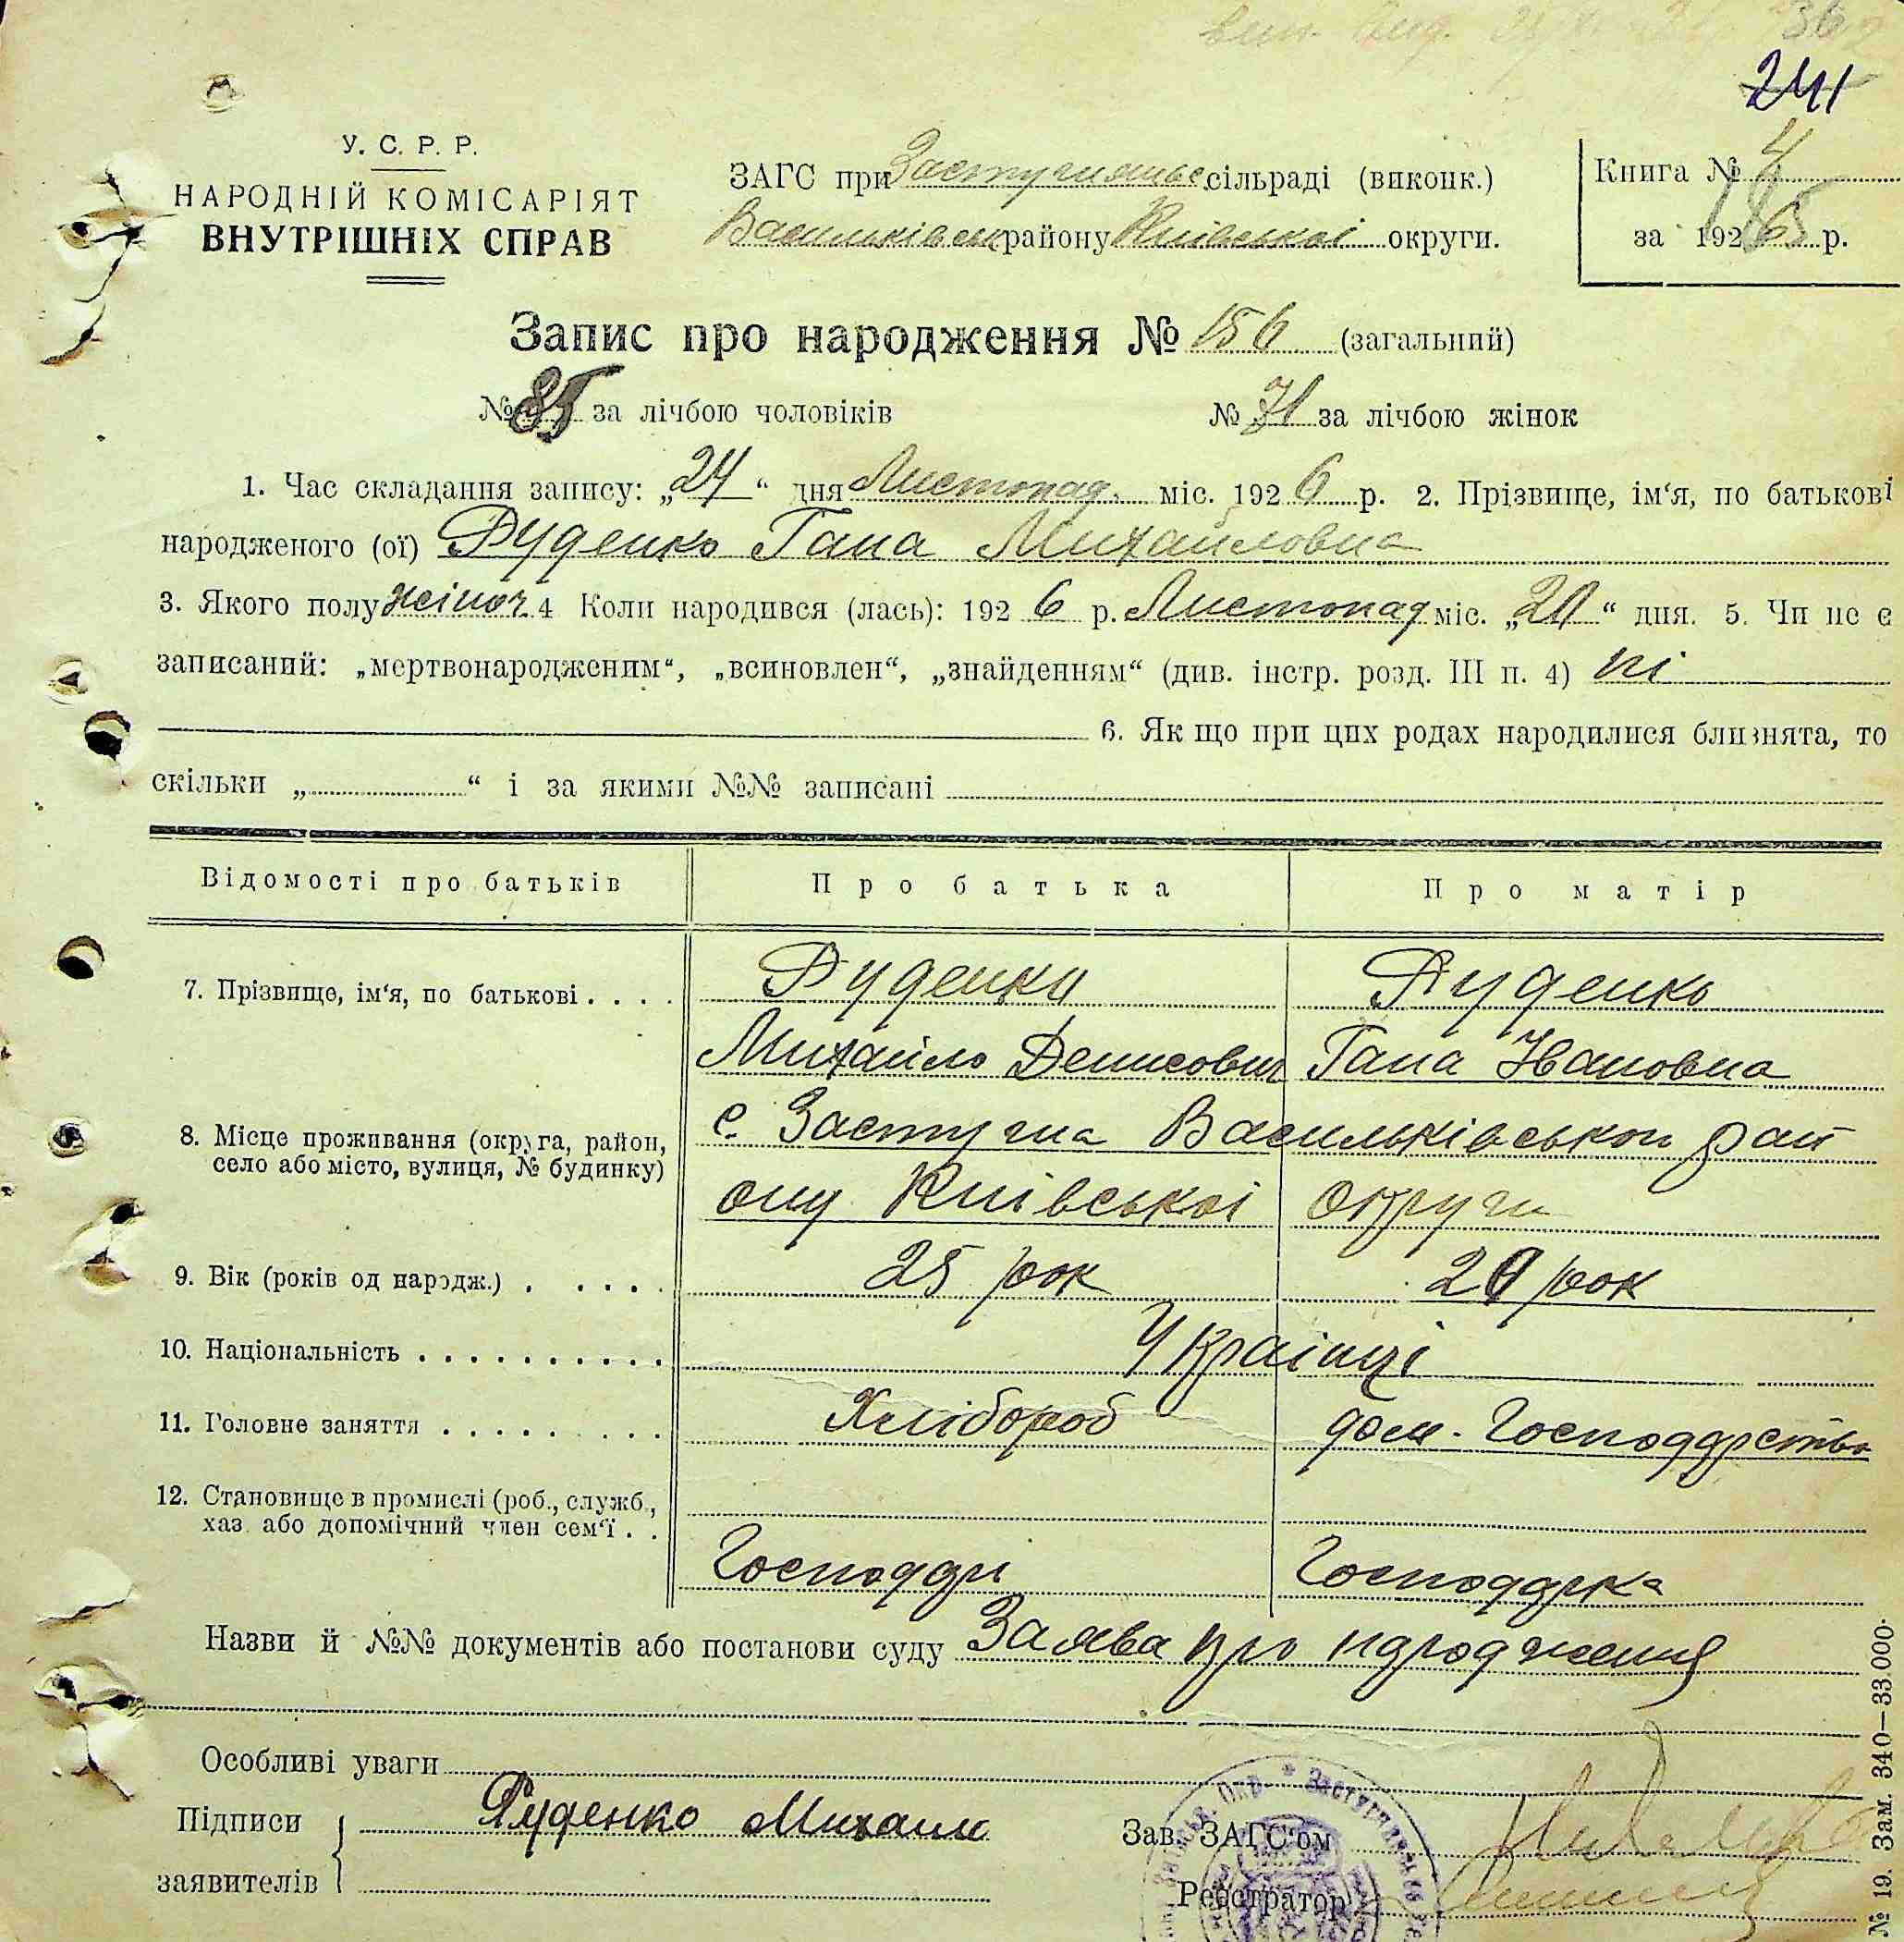 241
У. С. Р. Р.
НАРОДНІЙ КОМІСАРІЯТ
ВНУТРІШНІХ СПРАВ
ЗАГС при Застугняньс сільраді (виконк.)
Васильківськ району Київської округи.
Книга № 4
за 1926 р.
Запис про народження № 156 (загальний)
№ 85 за лічбою чоловіків № 71 за лічбою жінок
1. Час складання запису: „24“ дня Листопад міс. 1926 р. 2. Прізвище, ім‘я, по батькові
народженого (ої) Руденко Гана Михайловна
3. Якого полу жіноч. 4 Коли народився (лась): 1926 р. Листопад міс. „20“ дня. 5. Чи не є
записаний: „мертвонародженим“, „всиновлен“, „знайденням“ (див. інстр. розд. III п. 4) ні
6. Як що при цих родах народилися близнята, то
скільки „ “ і за якими №№ записані
Відомості про батьків Про батька Про матір
7. Прізвище, ім‘я, по батькові . . . . Руденко Руденко
Михайло Денисович Гана Івановна
8. Місце проживання (округа, район, с. Застугна Васильківськои рай
село або місто, вулиця, № будинку)
ону Київської округи
9. Вік (років од нарэдж.) . . . . . 25 рок 20 рок
10. Національність . . . . . . . . . . Українці
11. Головне заняття . . . . . . . . . Хлібороб дом. Господарство
12. Становище в промислі (роб., служб.,
хаз. або допомічний член сем‘ї . .
Господар Господарка
Назви й №№ документів або постанови суду Заява про народження
Особливі уваги
Підписи Руденко Михаил
заявителів
Зав. ЗАГС‘ом
Реєстратор
№ 19. Зам. 340—33.000.